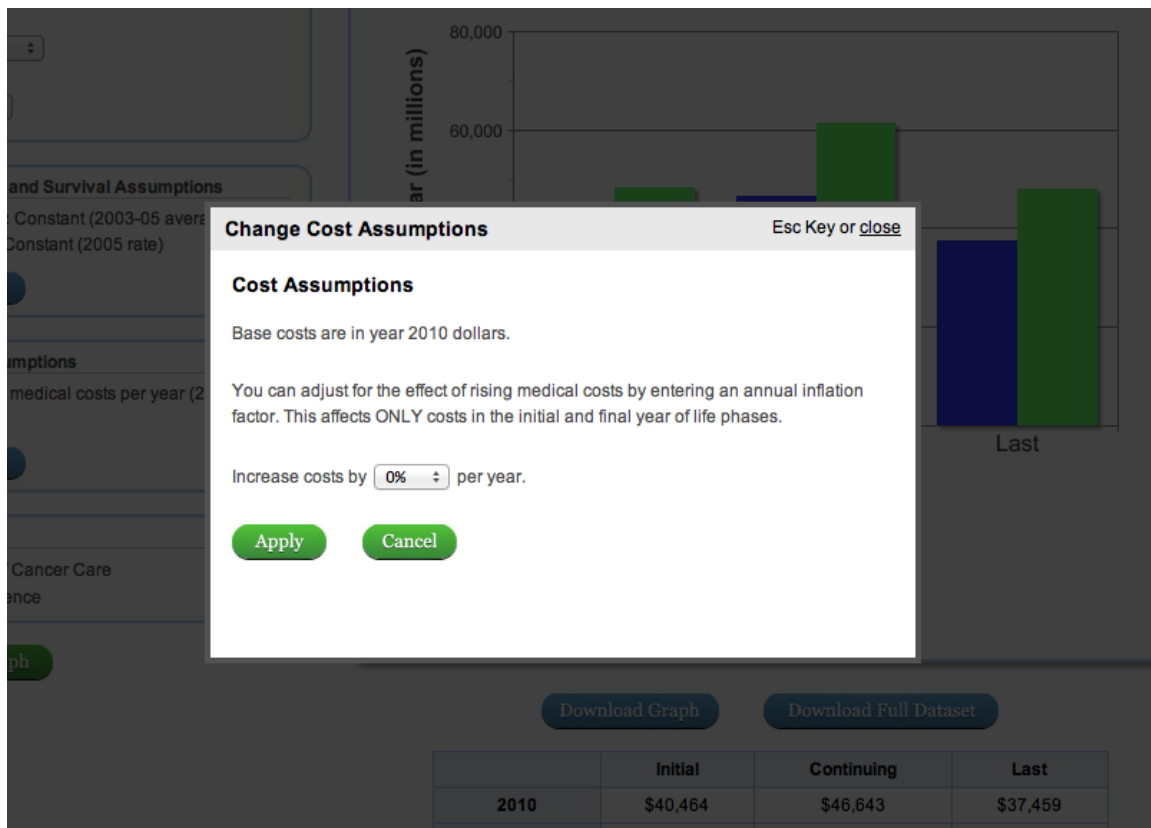 80,000
ar (in millions)
60,000
and Survival Assumptions
: Constant (2003-05 avera
Constant (2005 rate)
Change Cost Assumptions
Esc Key or close
Cost Assumptions
Base costs are in year 2010 dollars.
umptions
medical costs per year (2
You can adjust for the effect of rising medical costs by entering an annual inflation
factor. This affects ONLY costs in the initial and final year of life phases.
Last
Increase costs by 0% per year.
Apply
Cancel
Cancer Care
ence
ph
Download Graph
Download Full Dataset
Initial Continuing Last
2010 $40,464 $46,643 $37,459